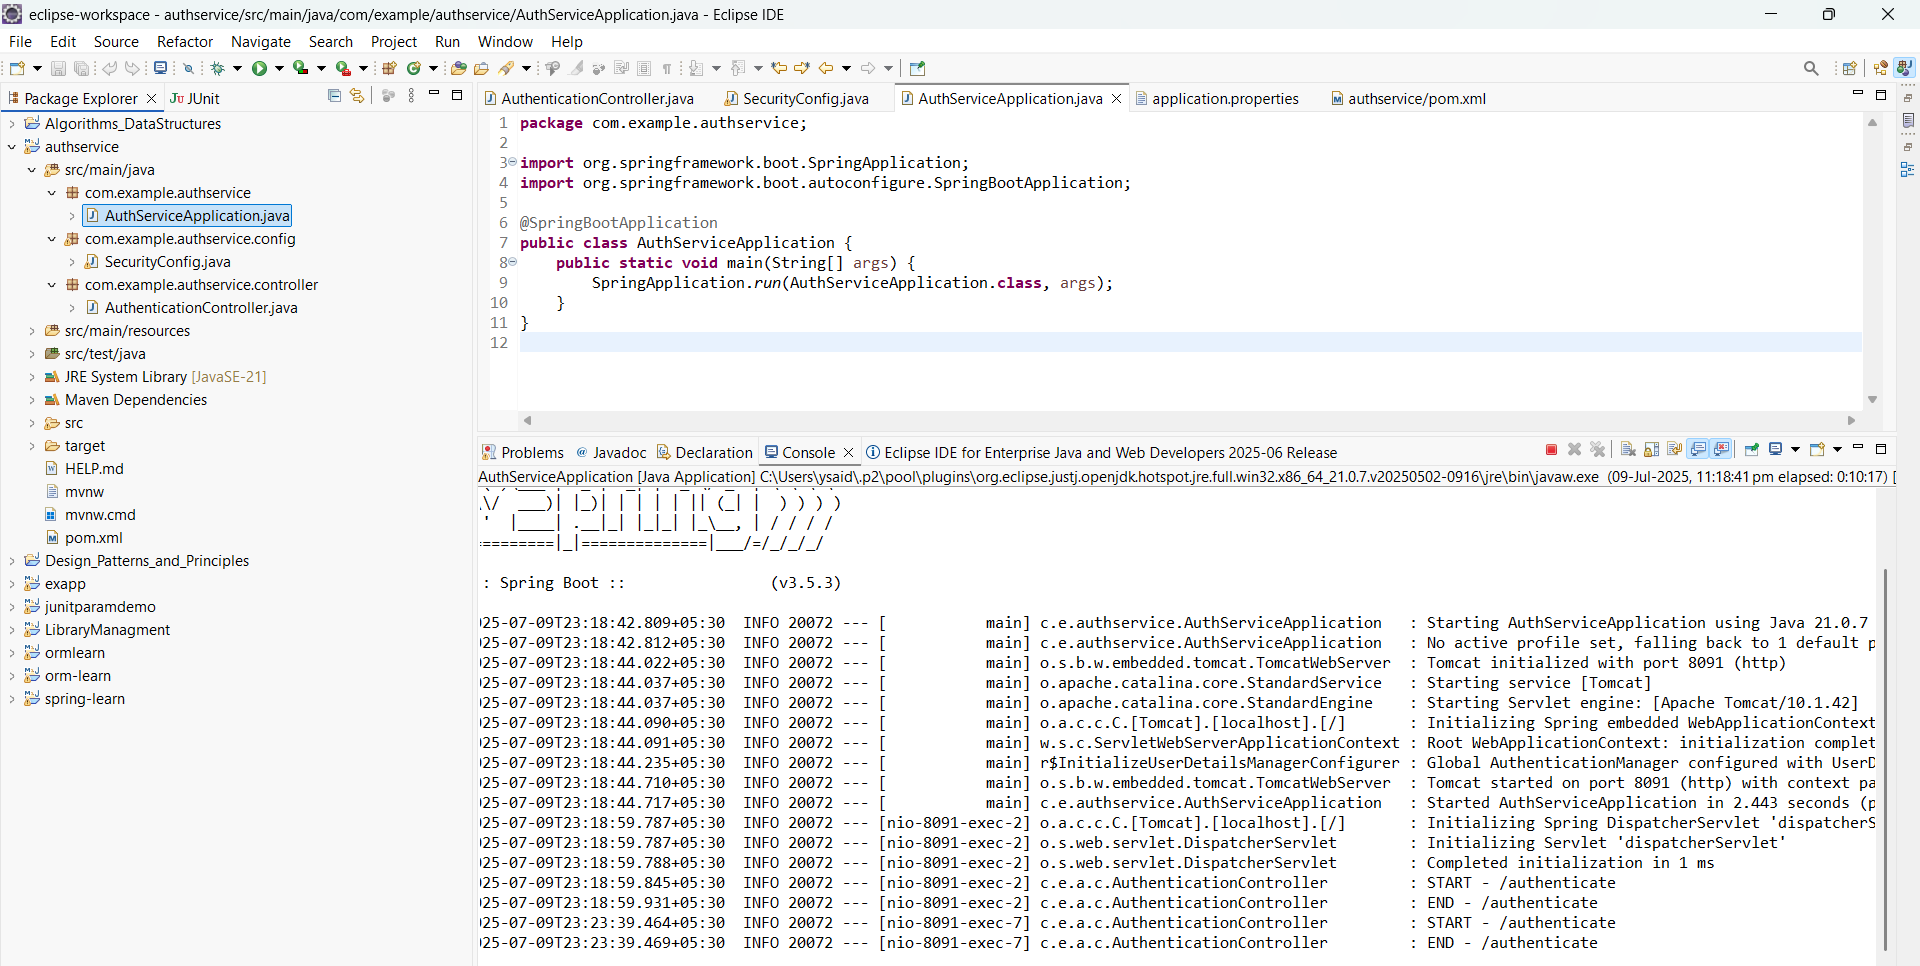 eclipse-workspace - authservice/src/main/java/com/example/authservice/AuthServiceApplication.java - Eclipse IDE
File Edit Source Refactor Navigate Search Project Run Window Help
Package Explorer JUnit
Algorithms_DataStructures
authservice
src/main/java
com.example.authservice
AuthServiceApplication.java
com.example.authservice.config
SecurityConfig.java
com.example.authservice.controller
AuthenticationController.java
src/main/resources
src/test/java
JRE System Library [JavaSE-21]
Maven Dependencies
src
target
HELP.md
mvnw
mvnw.cmd
pom.xml
Design_Patterns_and_Principles
exapp
junitparamdemo
LibraryManagment
ormlearn
orm-learn
spring-learn
AuthenticationController.java SecurityConfig.java AuthServiceApplication.java application.properties authservice/pom.xml
1 package com.example.authservice;
2
3 import org.springframework.boot.SpringApplication;
4 import org.springframework.boot.autoconfigure.SpringBootApplication;
5
6 @SpringBootApplication
7 public class AuthServiceApplication {
8 public static void main(String[] args) {
9 SpringApplication.run(AuthServiceApplication.class, args);
10 }
11 }
12
Problems @ Javadoc Declaration Console Eclipse IDE for Enterprise Java and Web Developers 2025-06 Release
AuthServiceApplication [Java Application] C:\Users\ysaid\.p2\pool\plugins\org.eclipse.justj.openjdk.hotspot.jre.full.win32.x86_64_21.0.7.v20250502-0916\jre\bin\javaw.exe (09-Jul-2025, 11:18:41 pm elapsed: 0:10:17) [
: Spring Boot :: (v3.5.3)
25-07-09T23:18:42.809+05:30 INFO 20072 --- [ main] c.e.authservice.AuthServiceApplication : Starting AuthServiceApplication using Java 21.0.7
25-07-09T23:18:42.812+05:30 INFO 20072 --- [ main] c.e.authservice.AuthServiceApplication : No active profile set, falling back to 1 default p
25-07-09T23:18:44.022+05:30 INFO 20072 --- [ main] o.s.b.w.embedded.tomcat.TomcatWebServer : Tomcat initialized with port 8091 (http)
25-07-09T23:18:44.037+05:30 INFO 20072 --- [ main] o.apache.catalina.core.StandardService : Starting service [Tomcat]
25-07-09T23:18:44.037+05:30 INFO 20072 --- [ main] o.apache.catalina.core.StandardEngine : Starting Servlet engine: [Apache Tomcat/10.1.42]
25-07-09T23:18:44.090+05:30 INFO 20072 --- [ main] o.a.c.c.C.[Tomcat].[localhost].[/] : Initializing Spring embedded WebApplicationContext
25-07-09T23:18:44.091+05:30 INFO 20072 --- [ main] w.s.c.ServletWebServerApplicationContext : Root WebApplicationContext: initialization complet
25-07-09T23:18:44.235+05:30 INFO 20072 --- [ main] r$InitializeUserDetailsManagerConfigurer : Global AuthenticationManager configured with UserD
25-07-09T23:18:44.710+05:30 INFO 20072 --- [ main] o.s.b.w.embedded.tomcat.TomcatWebServer : Tomcat started on port 8091 (http) with context pa
25-07-09T23:18:44.717+05:30 INFO 20072 --- [ main] c.e.authservice.AuthServiceApplication : Started AuthServiceApplication in 2.443 seconds (p
25-07-09T23:18:59.787+05:30 INFO 20072 --- [nio-8091-exec-2] o.a.c.c.C.[Tomcat].[localhost].[/] : Initializing Spring DispatcherServlet 'dispatcherS
25-07-09T23:18:59.787+05:30 INFO 20072 --- [nio-8091-exec-2] o.s.web.servlet.DispatcherServlet : Initializing Servlet 'dispatcherServlet'
25-07-09T23:18:59.788+05:30 INFO 20072 --- [nio-8091-exec-2] o.s.web.servlet.DispatcherServlet : Completed initialization in 1 ms
25-07-09T23:18:59.845+05:30 INFO 20072 --- [nio-8091-exec-2] c.e.a.c.AuthenticationController : START - /authenticate
25-07-09T23:18:59.931+05:30 INFO 20072 --- [nio-8091-exec-2] c.e.a.c.AuthenticationController : END - /authenticate
25-07-09T23:23:39.464+05:30 INFO 20072 --- [nio-8091-exec-7] c.e.a.c.AuthenticationController : START - /authenticate
25-07-09T23:23:39.469+05:30 INFO 20072 --- [nio-8091-exec-7] c.e.a.c.AuthenticationController : END - /authenticate